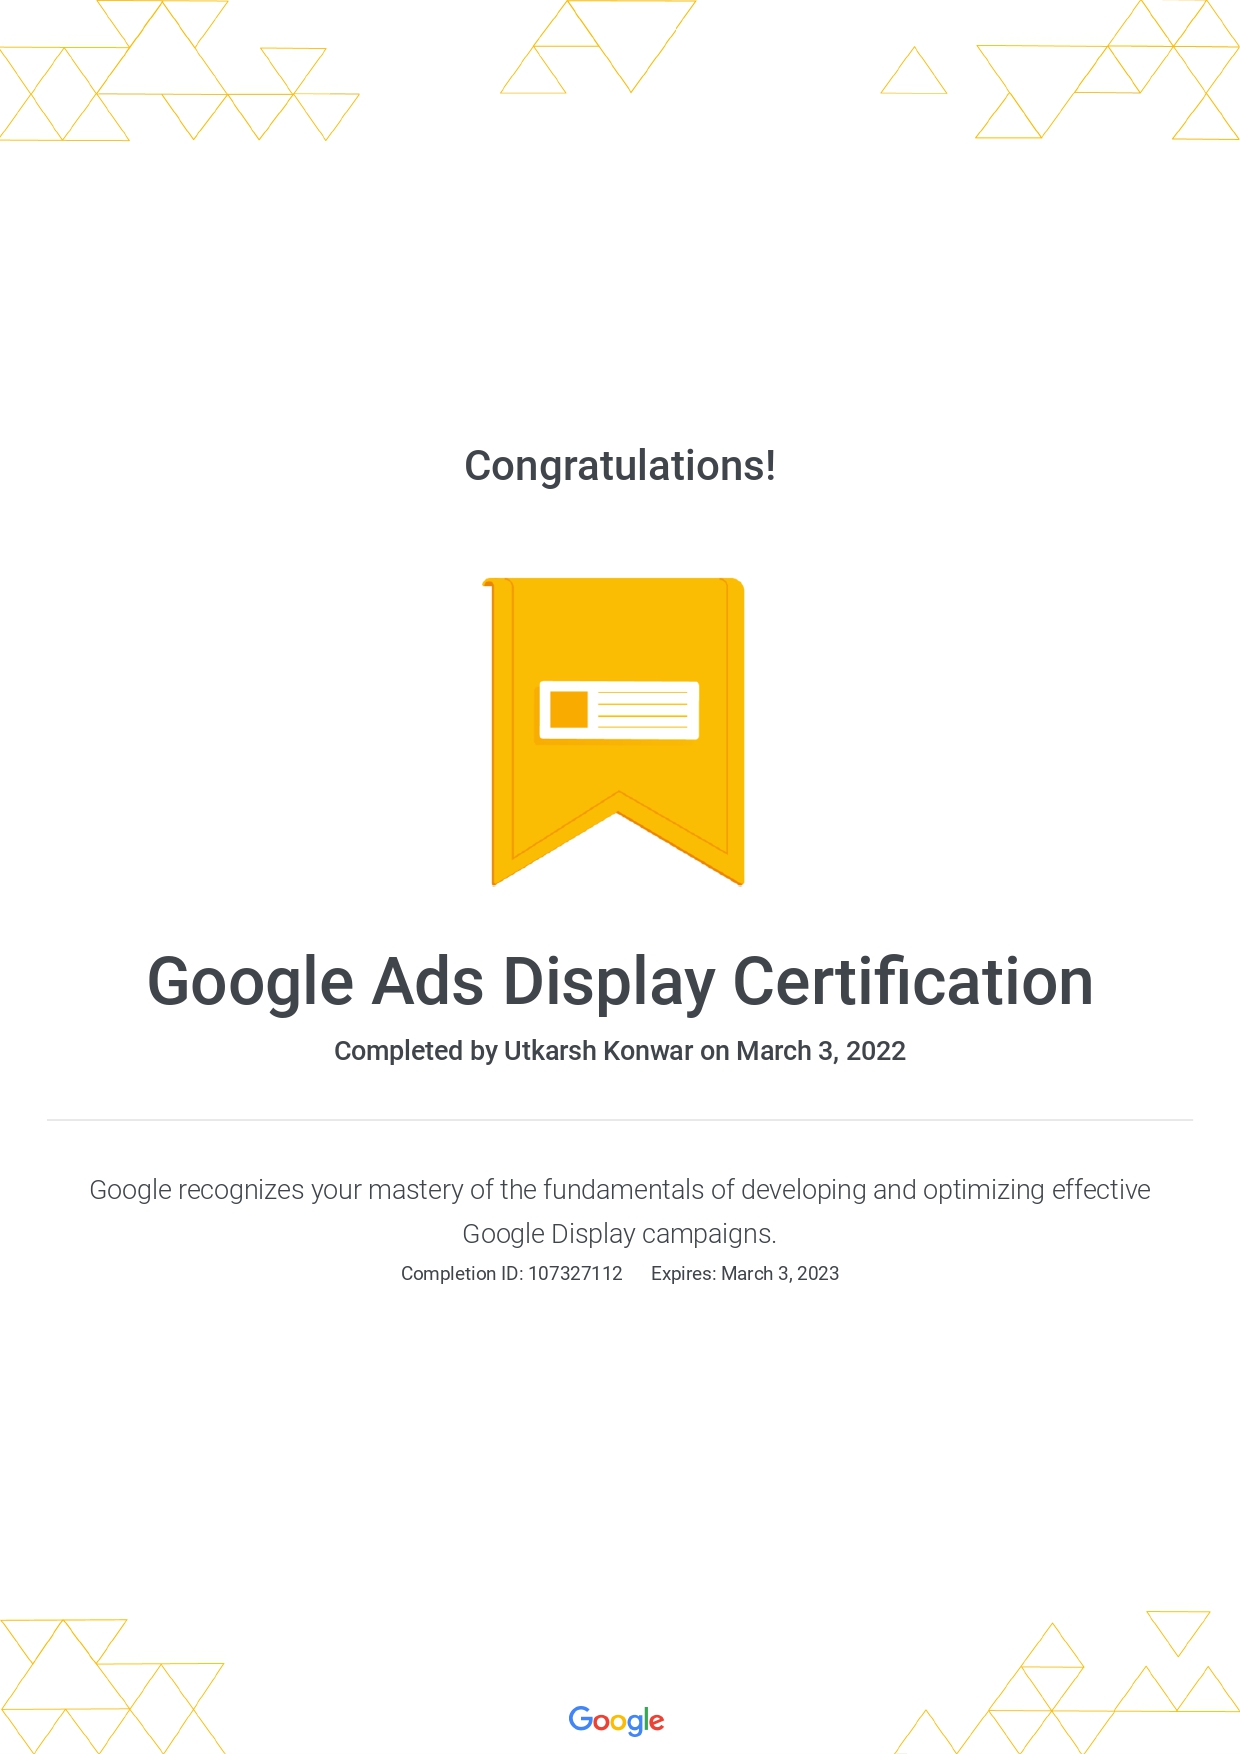 Congratulations!
Google Ads Display Certification
Completed by Utkarsh Konwar on March 3, 2022
Google recognizes your mastery of the fundamentals of developing and optimizing effective
Google Display campaigns.
Completion ID: 107327112 Expires: March 3, 2023
Google